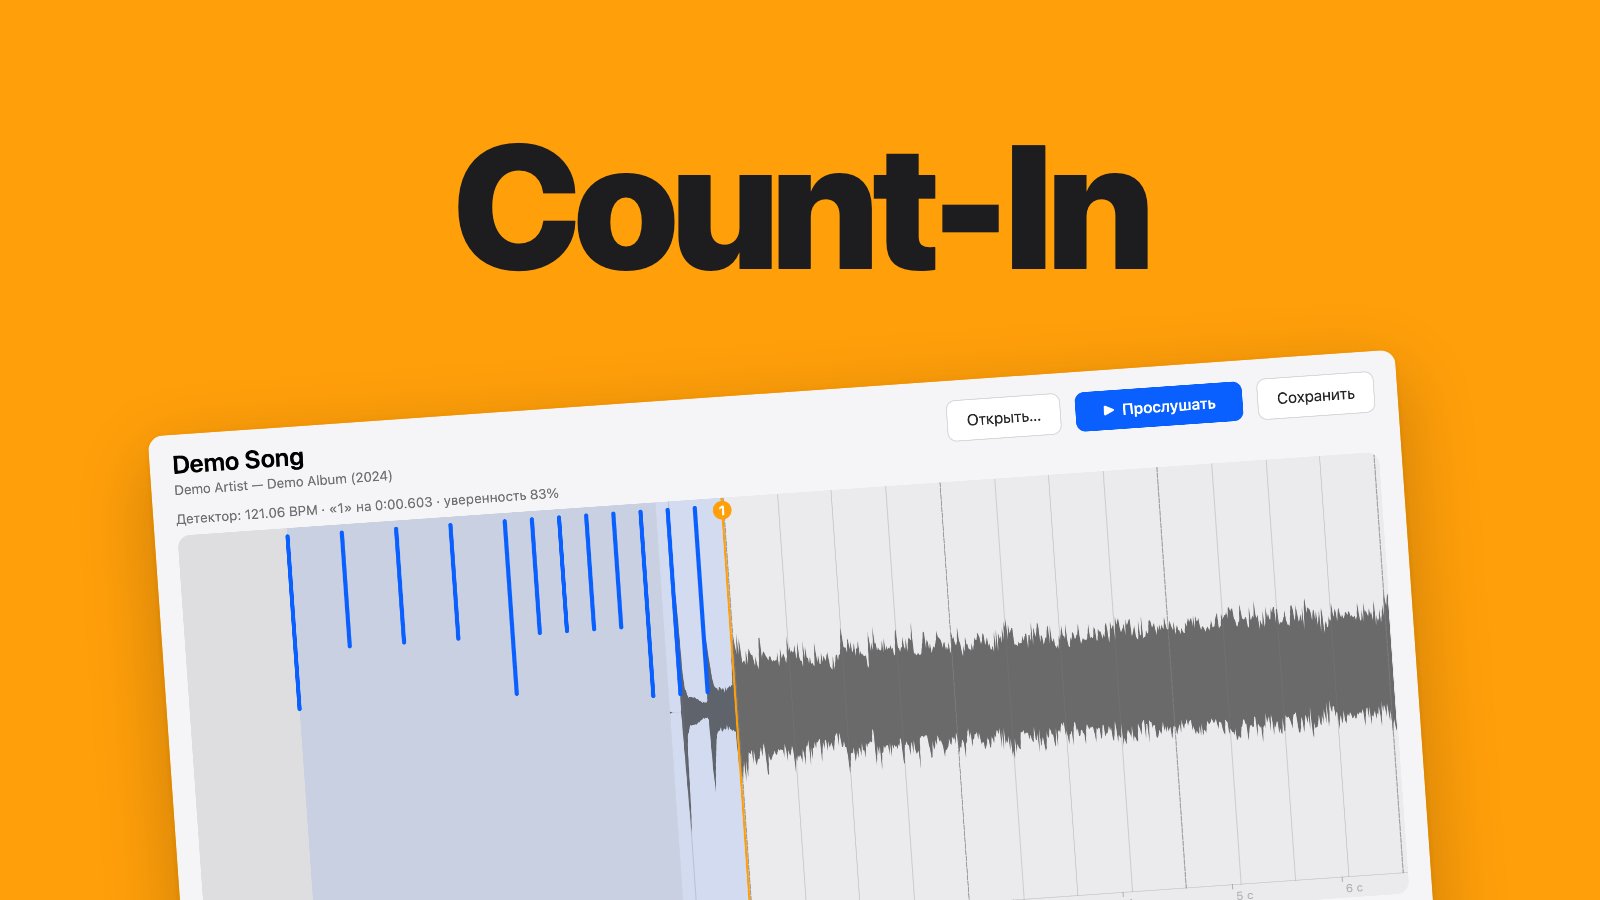 Count-In
Открыть...
▶ Прослушать
Сохранить
Demo Song
Demo Artist — Demo Album (2024)
Детектор: 121.06 BPM · «1» на 0:00.603 · уверенность 83%
1
5 с
6 с